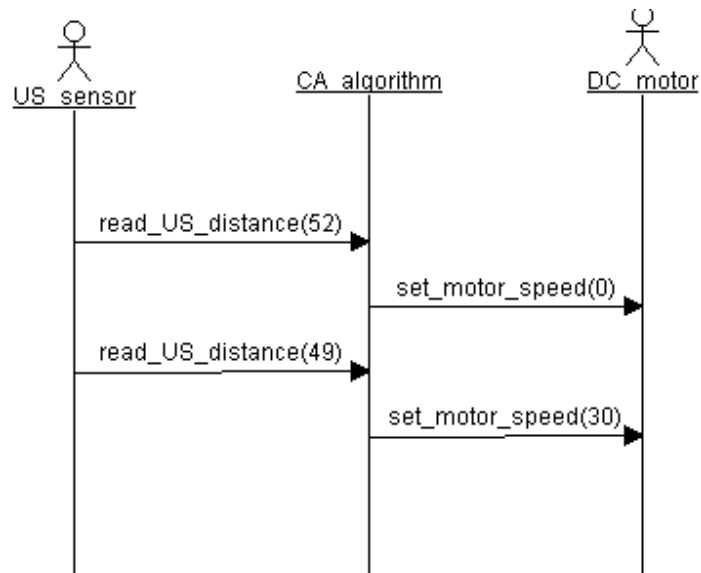 US_sensor
CA_algorithm
DC_motor
read_US_distance(52)
set_motor_speed(0)
read_US_distance(49)
set_motor_speed(30)